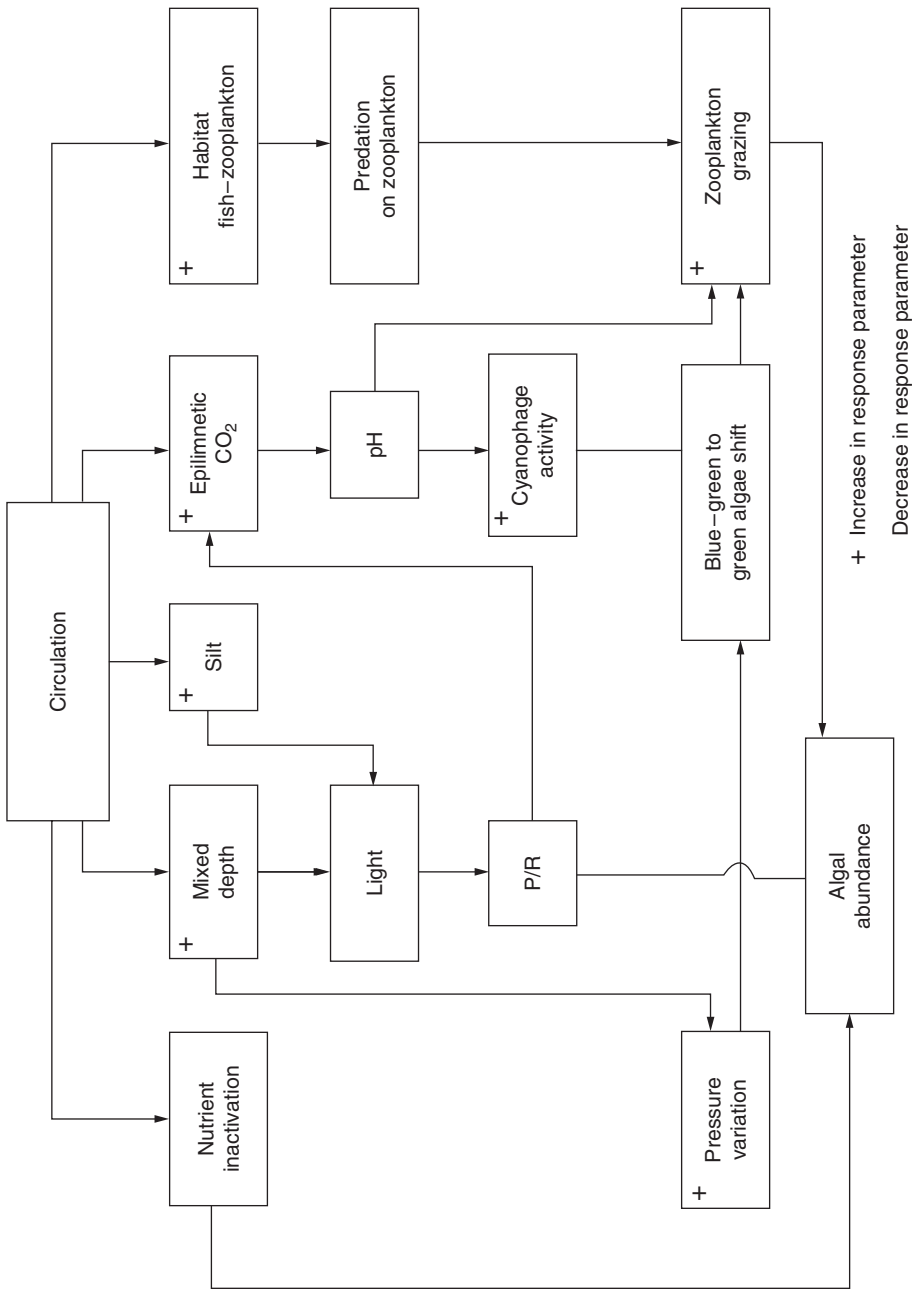 Circulation
Nutrient
inactivation
+
Mixed
depth
+
Silt
+
Epilimnetic
CO₂
+
Habitat
fish–zooplankton
Light
pH
Predation
on zooplankton
P/R
+
Cyanophage
activity
+
Pressure
variation
Blue–green to
green algae shift
+
Zooplankton
grazing
Algal
abundance
+ Increase in response parameter
Decrease in response parameter